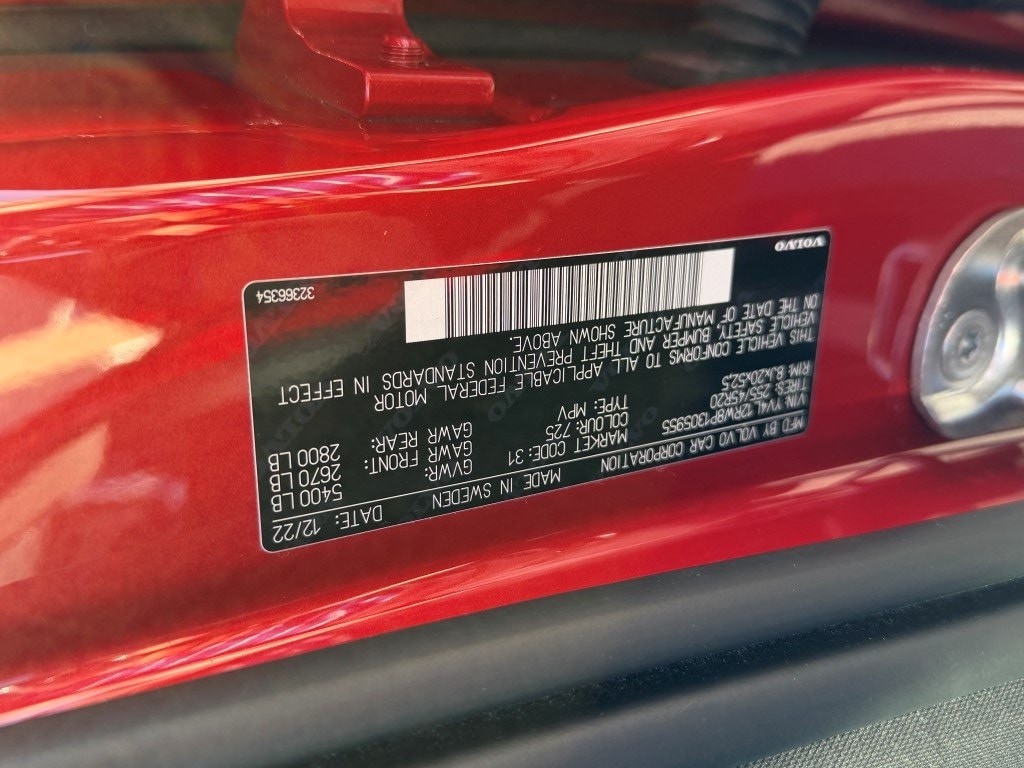 MFD BY VOLVO CAR CORPORATION MADE IN SWEDEN DATE: 12/22
VIN: YV4L12RW8P1305955 MARKET CODE: 31 GVWR: 5400 LB
TIRES: 255/45R20 COLOUR: 725 GAWR FRONT: 2670 LB
RIM: 8Jx20x52.5 TYPE: MPV GAWR REAR: 2800 LB
THIS VEHICLE CONFORMS TO ALL APPLICABLE FEDERAL MOTOR
VEHICLE SAFETY, BUMPER AND THEFT PREVENTION STANDARDS IN EFFECT
ON THE DATE OF MANUFACTURE SHOWN ABOVE.
VOLVO 32366354